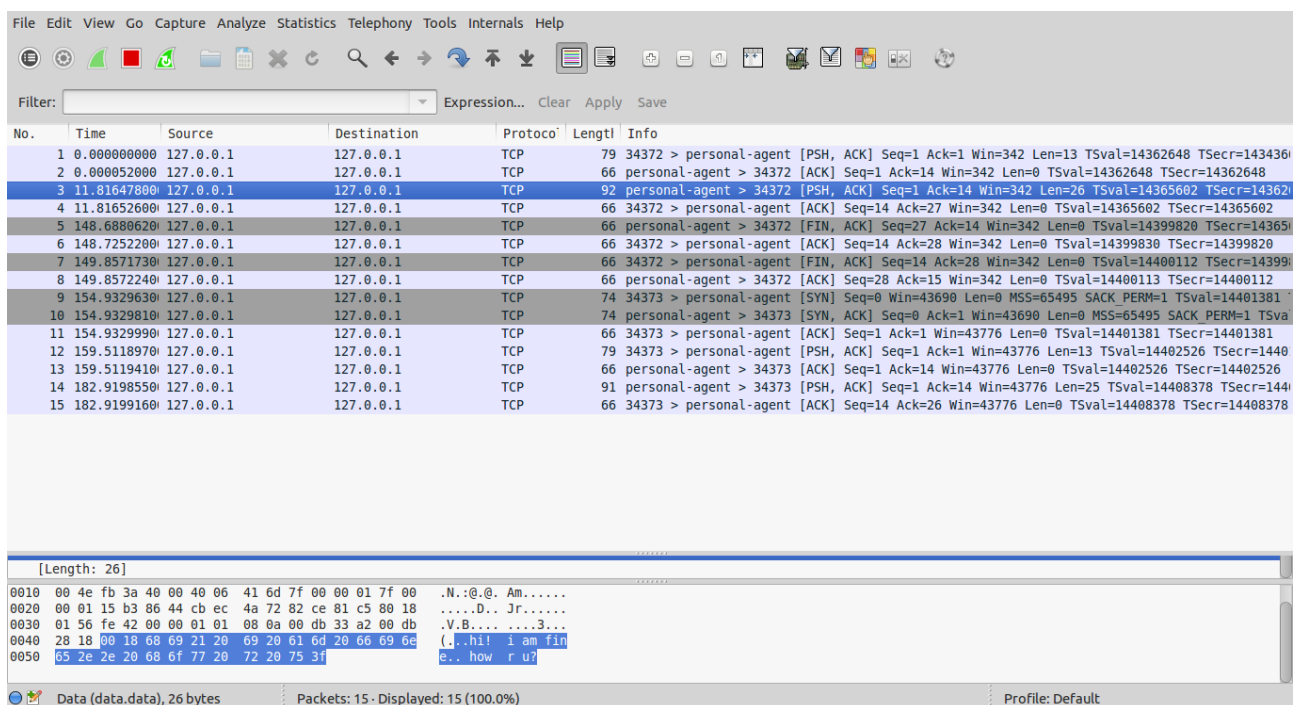 File Edit View Go Capture Analyze Statistics Telephony Tools Internals Help
Filter: Expression... Clear Apply Save
No. Time Source Destination Protoco Lengtl Info
1 0.000000000 127.0.0.1 127.0.0.1 TCP 79 34372 > personal-agent [PSH, ACK] Seq=1 Ack=1 Win=342 Len=13 TSval=14362648 TSecr=143436
2 0.000052000 127.0.0.1 127.0.0.1 TCP 66 personal-agent > 34372 [ACK] Seq=1 Ack=14 Win=342 Len=0 TSval=14362648 TSecr=14362648
3 11.81647800 127.0.0.1 127.0.0.1 TCP 92 personal-agent > 34372 [PSH, ACK] Seq=1 Ack=14 Win=342 Len=26 TSval=14365602 TSecr=14362
4 11.81652600 127.0.0.1 127.0.0.1 TCP 66 34372 > personal-agent [ACK] Seq=14 Ack=27 Win=342 Len=0 TSval=14365602 TSecr=14365602
5 148.688062 127.0.0.1 127.0.0.1 TCP 66 personal-agent > 34372 [FIN, ACK] Seq=27 Ack=14 Win=342 Len=0 TSval=14399820 TSecr=14365
6 148.725220 127.0.0.1 127.0.0.1 TCP 66 34372 > personal-agent [ACK] Seq=14 Ack=28 Win=342 Len=0 TSval=14399830 TSecr=14399820
7 149.857173 127.0.0.1 127.0.0.1 TCP 66 34372 > personal-agent [FIN, ACK] Seq=14 Ack=28 Win=342 Len=0 TSval=14400112 TSecr=14399
8 149.857224 127.0.0.1 127.0.0.1 TCP 66 personal-agent > 34372 [ACK] Seq=28 Ack=15 Win=342 Len=0 TSval=14400113 TSecr=14400112
9 154.932963 127.0.0.1 127.0.0.1 TCP 74 34373 > personal-agent [SYN] Seq=0 Win=43690 Len=0 MSS=65495 SACK_PERM=1 TSval=14401381
10 154.932981 127.0.0.1 127.0.0.1 TCP 74 personal-agent > 34373 [SYN, ACK] Seq=0 Ack=1 Win=43690 Len=0 MSS=65495 SACK_PERM=1 TSva
11 154.932999 127.0.0.1 127.0.0.1 TCP 66 34373 > personal-agent [ACK] Seq=1 Ack=1 Win=43776 Len=0 TSval=14401381 TSecr=14401381
12 159.511897 127.0.0.1 127.0.0.1 TCP 79 34373 > personal-agent [PSH, ACK] Seq=1 Ack=1 Win=43776 Len=13 TSval=14402526 TSecr=1440
13 159.511941 127.0.0.1 127.0.0.1 TCP 66 personal-agent > 34373 [ACK] Seq=1 Ack=14 Win=43776 Len=0 TSval=14402526 TSecr=14402526
14 182.919855 127.0.0.1 127.0.0.1 TCP 91 personal-agent > 34373 [PSH, ACK] Seq=1 Ack=14 Win=43776 Len=25 TSval=14408378 TSecr=144
15 182.919916 127.0.0.1 127.0.0.1 TCP 66 34373 > personal-agent [ACK] Seq=14 Ack=26 Win=43776 Len=0 TSval=14408378 TSecr=14408378
[Length: 26]
0010 00 4e fb 3a 40 00 40 06 41 6d 7f 00 00 01 7f 00 .N.:@.@. Am......
0020 00 01 15 b3 86 44 cb ec 4a 72 82 ce 81 c5 80 18 .....D.. Jr......
0030 01 56 fe 42 00 00 01 01 08 0a 00 db 33 a2 00 db .V.B.... ....3...
0040 28 18 00 18 68 69 21 20 69 20 61 6d 20 66 69 6e (...hi! i am fin
0050 65 2e 2e 20 68 6f 77 20 72 20 75 3f e.. how r u?
Data (data.data), 26 bytes Packets: 15 · Displayed: 15 (100.0%) Profile: Default